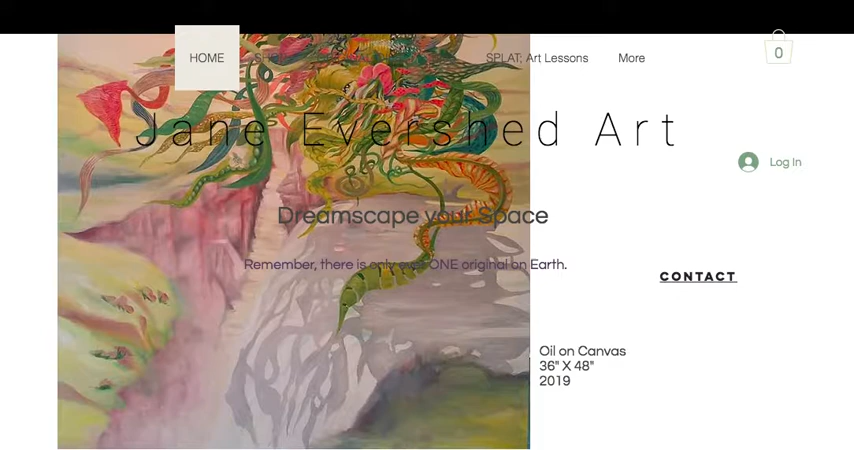 HOME
SPLAT; Art Lessons
More
0
Jane Evershed Art
Log In
Dreamscape your Space
Remember, there is only ever ONE original on Earth.
CONTACT
Oil on Canvas
36" X 48"
2019